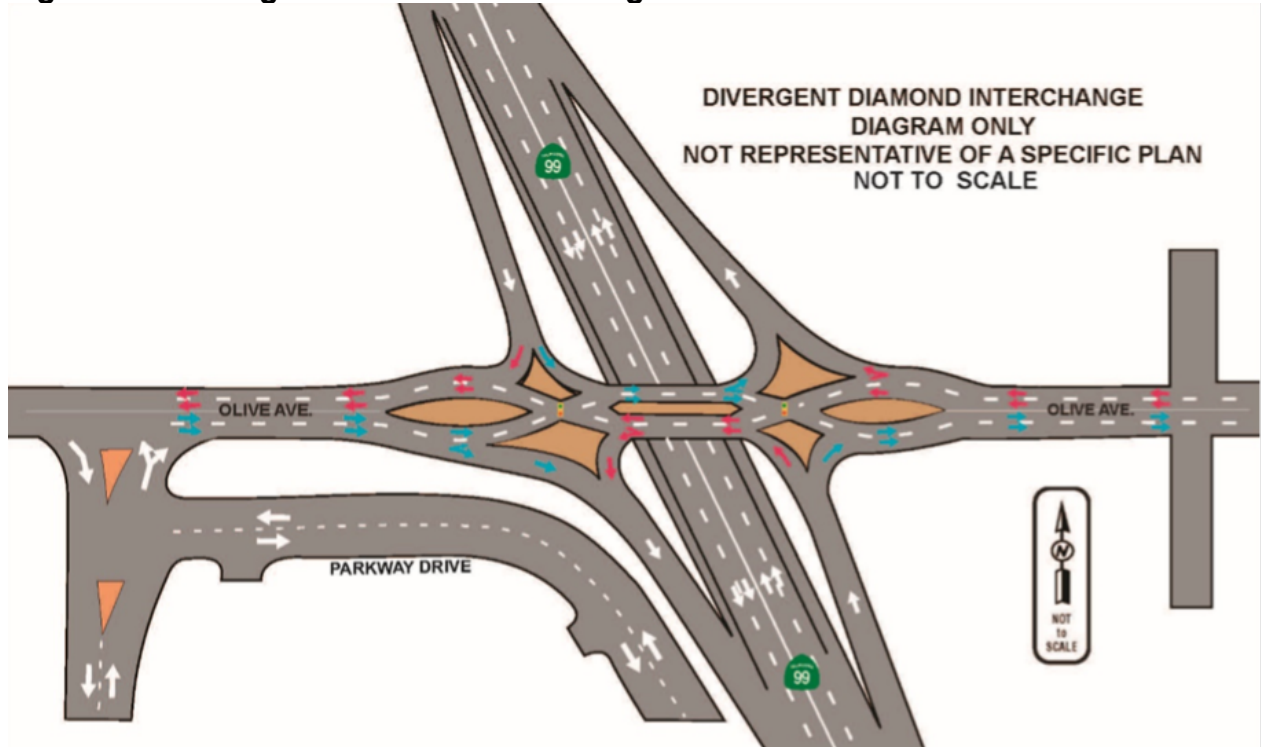 DIVERGENT DIAMOND INTERCHANGE
DIAGRAM ONLY
NOT REPRESENTATIVE OF A SPECIFIC PLAN
NOT TO SCALE
99
OLIVE AVE.
OLIVE AVE.
PARKWAY DRIVE
N
NOT
to
SCALE
99